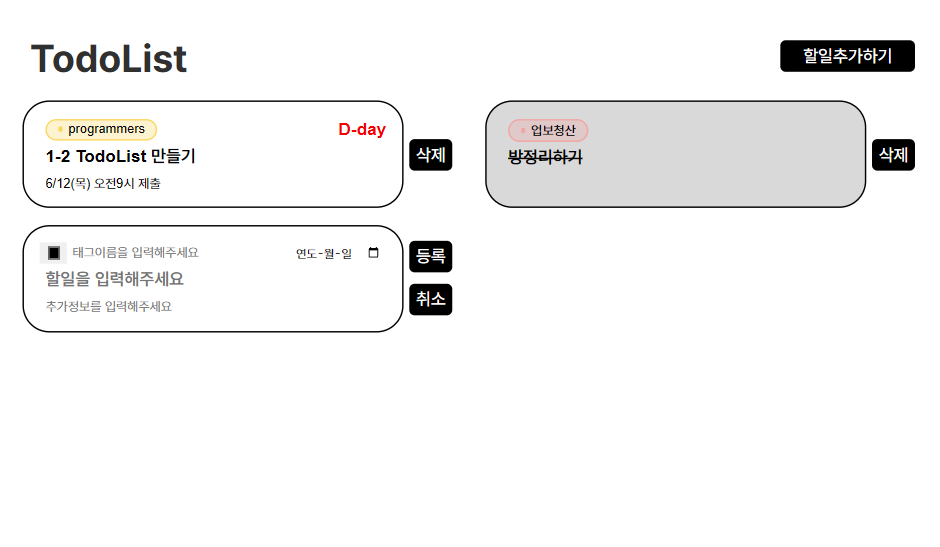 TodoList
할일추가하기
programmers
D-day
1-2 TodoList 만들기
6/12(목) 오전9시 제출
삭제
업보청산
방정리하기
삭제
태그이름을 입력해주세요
연도-월-일
할일을 입력해주세요
추가정보를 입력해주세요
등록
취소